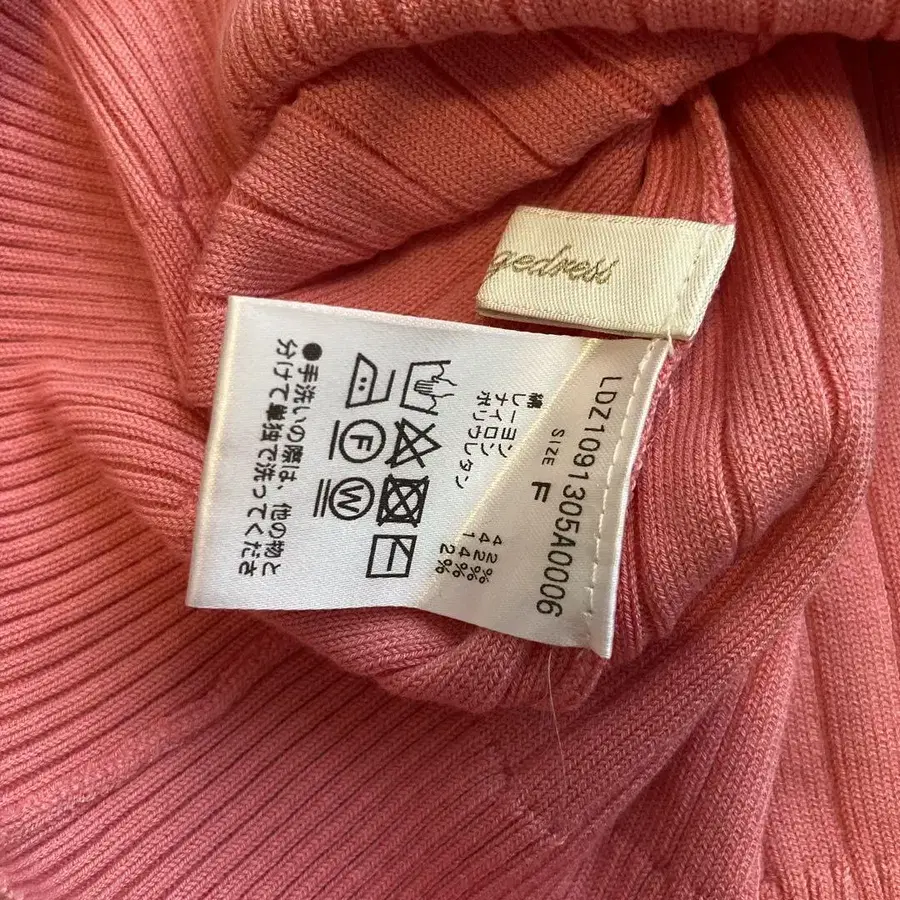 gedress
LDZ1091305A0006
SIZE F
綿 42%
レーヨン 42%
ナイロン 14%
ポリウレタン 2%
F W
●手洗いの際は、他の物と
分けて単独で洗ってくださ